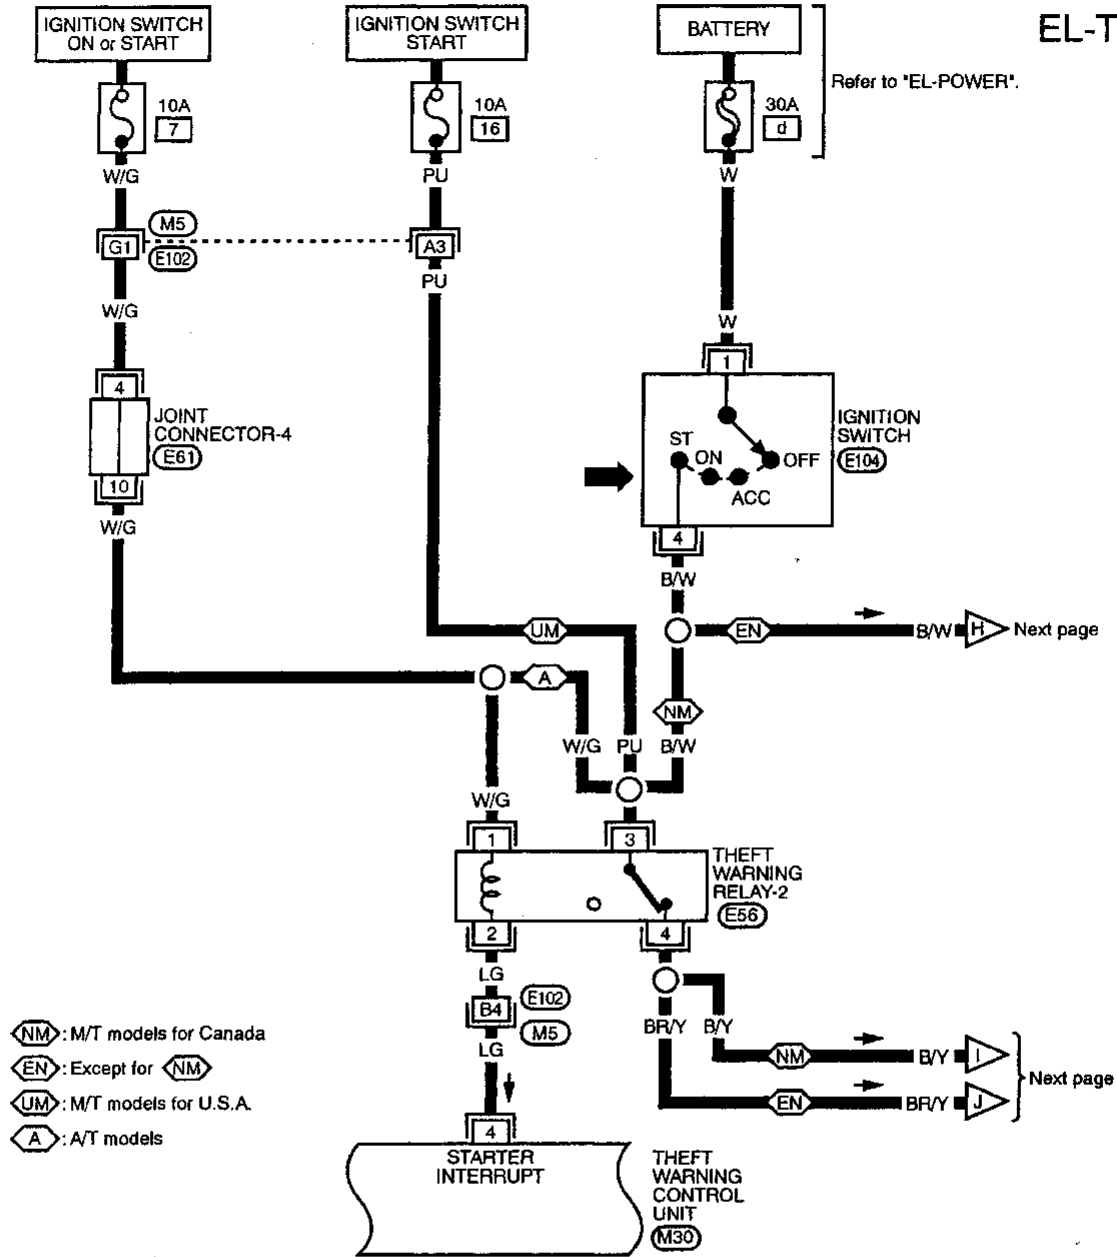 EL-T
IGNITION SWITCH
ON or START
IGNITION SWITCH
START
BATTERY
Refer to "EL-POWER".
10A
7
10A
16
30A
d
W/G
PU
W
M5
G1
E102
A3
W/G
PU
W
4
1
JOINT
CONNECTOR-4
E61
10
W/G
IGNITION
SWITCH
E104
ST
ON
OFF
ACC
4
B/W
UM
EN
B/W
H
Next page
A
NM
W/G
PU
B/W
W/G
1
3
THEFT
WARNING
RELAY-2
E56
2
4
LG
B4
E102
M5
LG
BR/Y
B/Y
NM
B/Y
I
EN
BR/Y
J
Next page
NM : M/T models for Canada
EN : Except for NM
UM : M/T models for U.S.A.
A : A/T models
4
STARTER
INTERRUPT
THEFT
WARNING
CONTROL
UNIT
M30